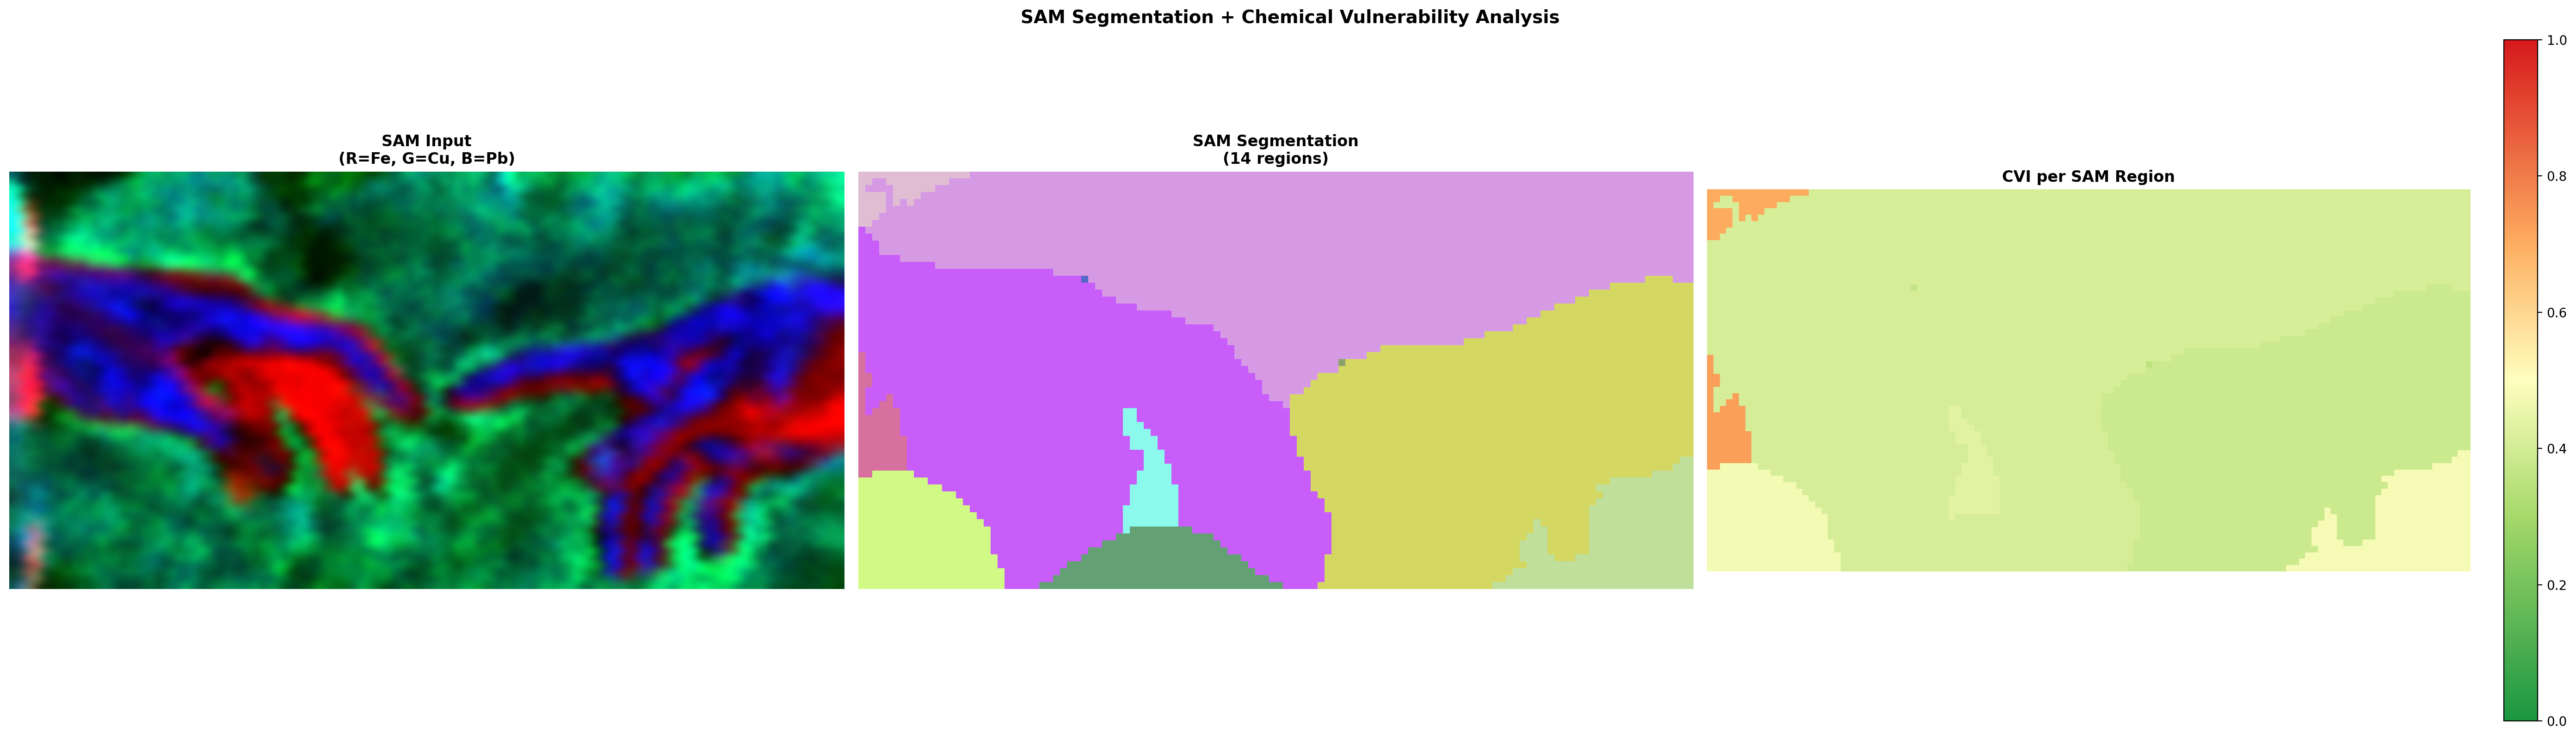 SAM Segmentation + Chemical Vulnerability Analysis
SAM Input
(R=Fe, G=Cu, B=Pb)
SAM Segmentation
(14 regions)
CVI per SAM Region
1.0
0.8
0.6
0.4
0.2
0.0